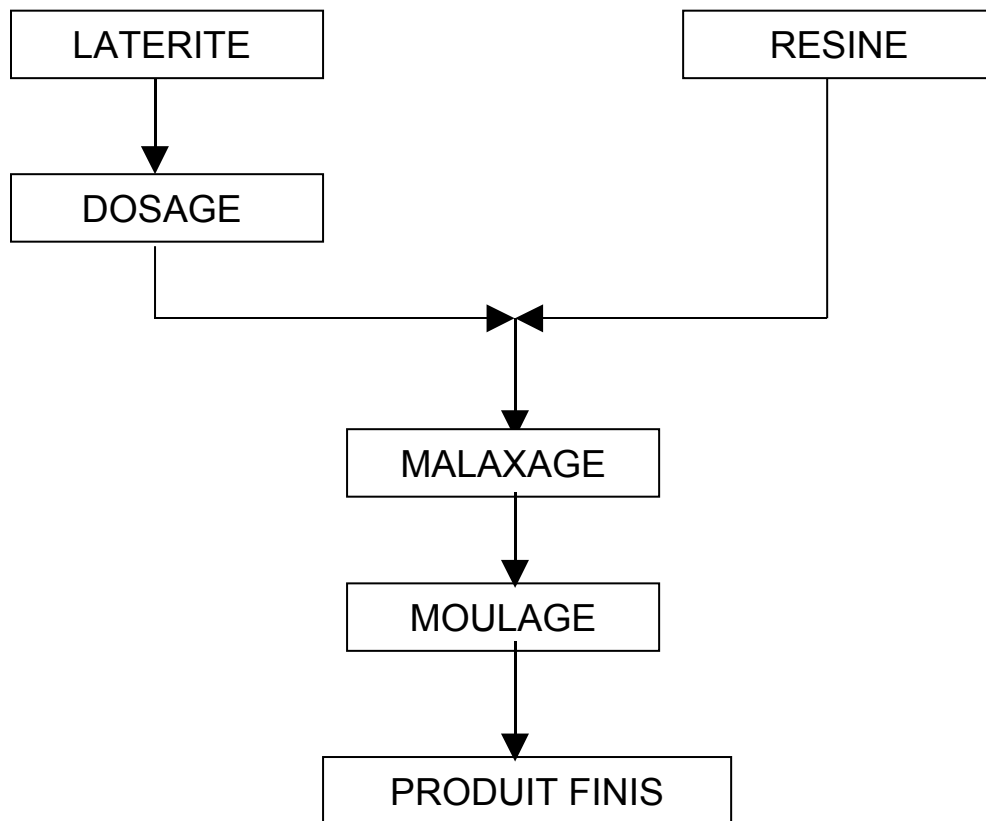 LATERITE
RESINE
DOSAGE
MALAXAGE
MOULAGE
PRODUIT FINIS